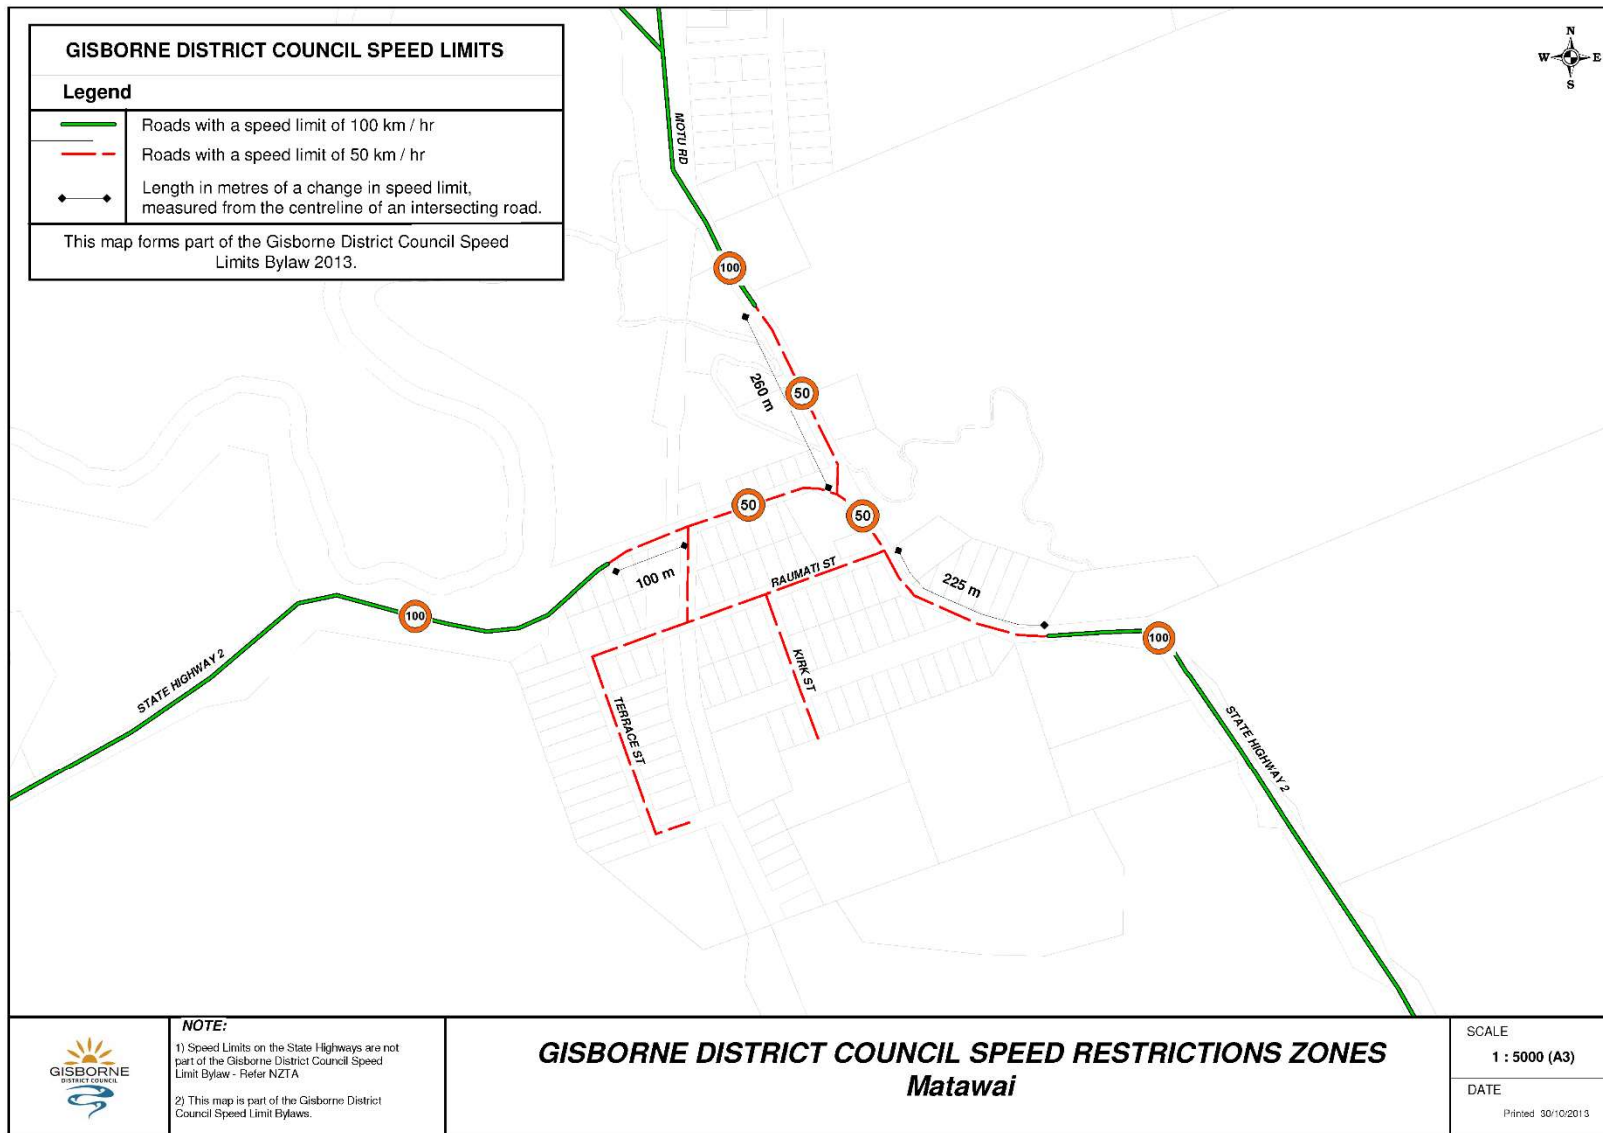 GISBORNE DISTRICT COUNCIL SPEED LIMITS
Legend
Roads with a speed limit of 100 km / hr
Roads with a speed limit of 50 km / hr
Length in metres of a change in speed limit,
measured from the centreline of an intersecting road.
This map forms part of the Gisborne District Council Speed
Limits Bylaw 2013.
N
W E
S
MOTU RD
100
50
260 m
50
50
100 m
RAUMATI ST
225 m
100
100
STATE HIGHWAY 2
KIRK ST
TERRACE ST
STATE HIGHWAY 2
GISBORNE
DISTRICT COUNCIL
NOTE:
1) Speed Limits on the State Highways are not
part of the Gisborne District Council Speed
Limit Bylaw - Refer NZTA
2) This map is part of the Gisborne District
Council Speed Limit Bylaws.
GISBORNE DISTRICT COUNCIL SPEED RESTRICTIONS ZONES
Matawai
SCALE
1 : 5000 (A3)
DATE
Printed 30/10/2013